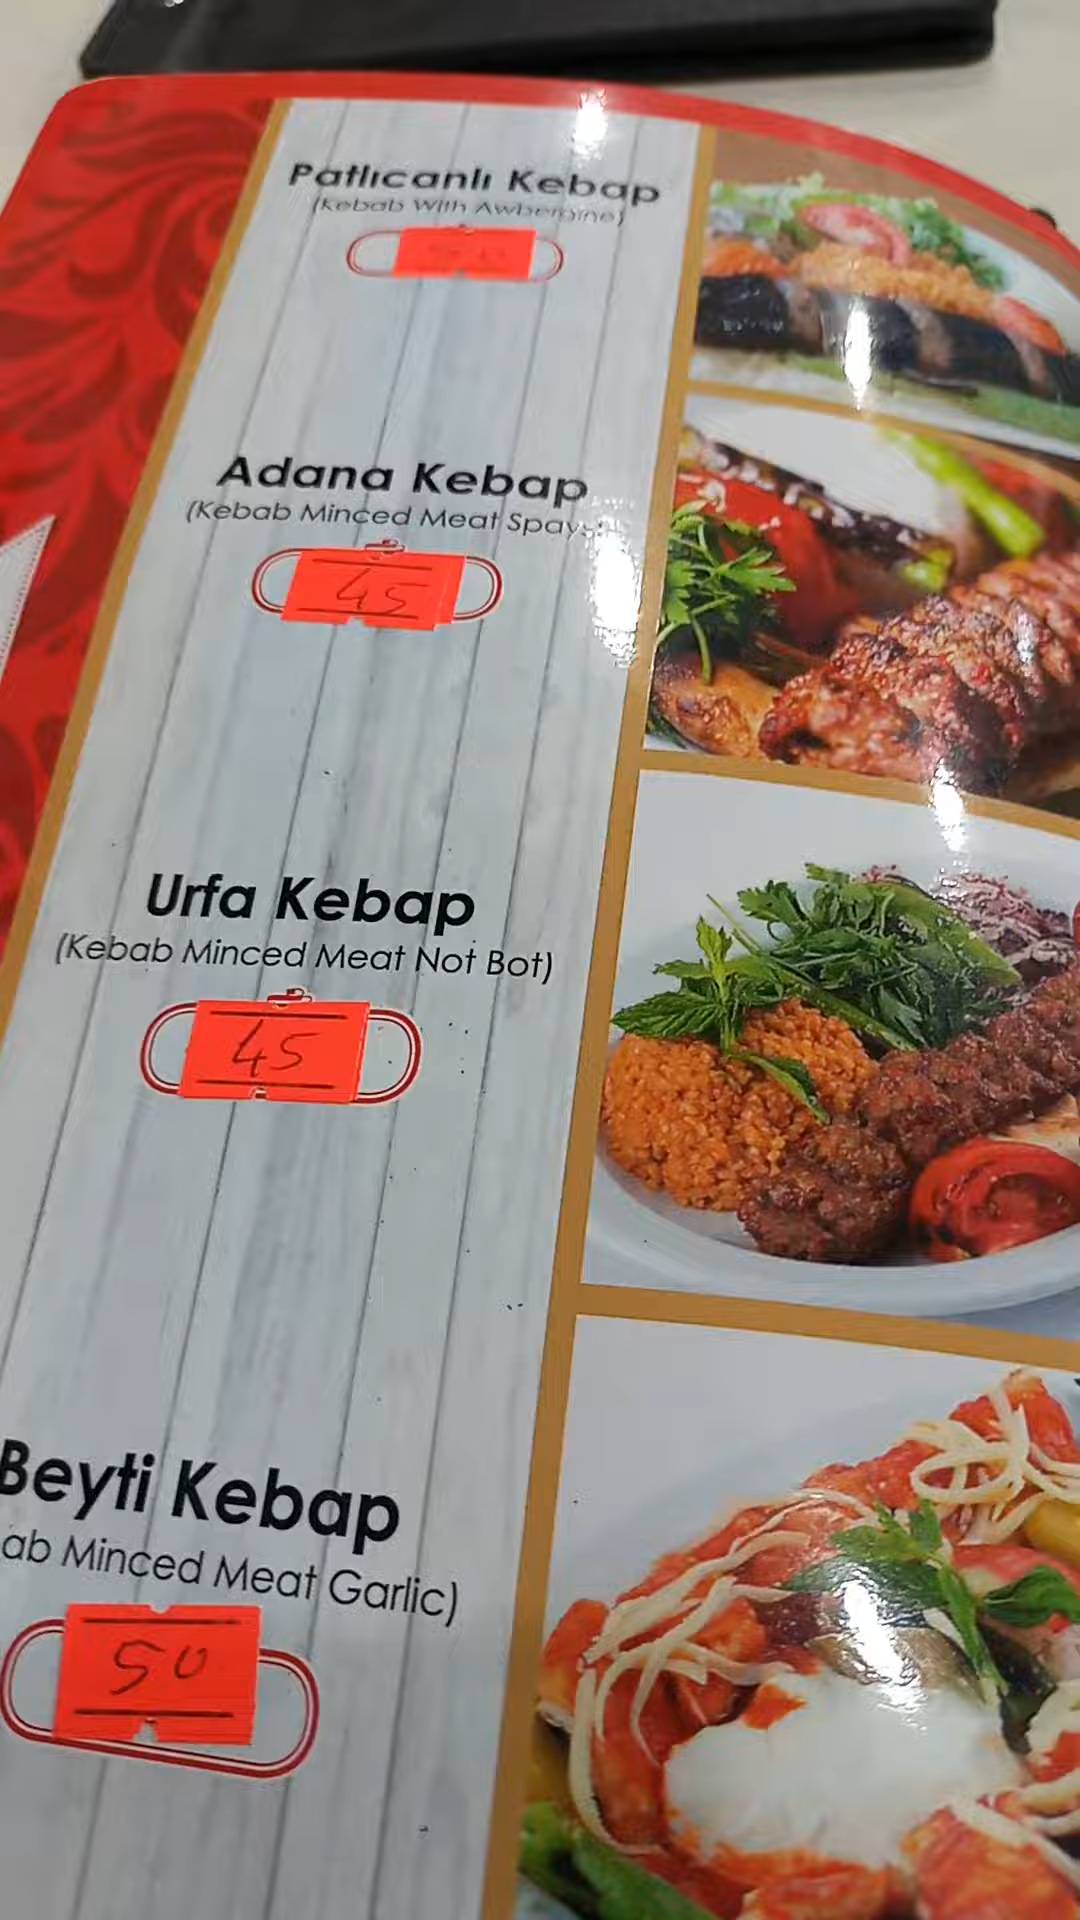 Patlıcanlı Kebap
(Kebab With Awbergine)
Adana Kebap
(Kebab Minced Meat
45
Urfa Kebap
(Kebab Minced Meat Not Bot)
45
Beyti Kebap
ab Minced Meat Garlic)
50